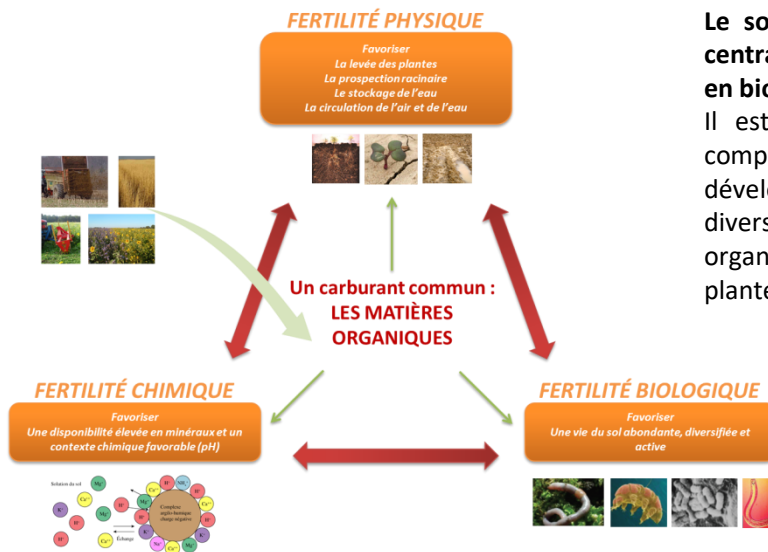 FERTILITÉ PHYSIQUE
Favoriser
La levée des plantes
La prospection racinaire
Le stockage de l'eau
La circulation de l'air et de l'eau
Le so
centra
en bio
Il est
comp
dévelo
divers
organ
plante
Un carburant commun :
LES MATIÈRES
ORGANIQUES
FERTILITÉ CHIMIQUE
Favoriser
Une disponibilité élevée en minéraux et un
contexte chimique favorable (pH)
FERTILITÉ BIOLOGIQUE
Favoriser
Une vie du sol abondante, diversifiée et
active
Solution du sol
Complexe
argilo-humique
charge négative
Échange